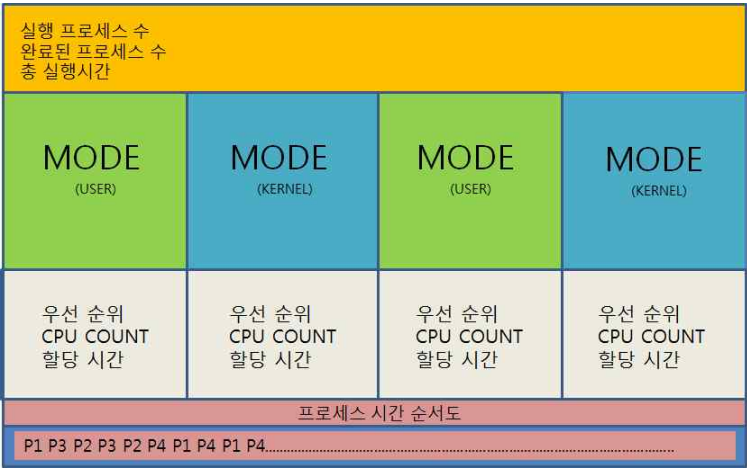 실행 프로세스 수
완료된 프로세스 수
총 실행시간
MODE
(USER)
MODE
(KERNEL)
MODE
(USER)
MODE
(KERNEL)
우선 순위
CPU COUNT
할당 시간
우선 순위
CPU COUNT
할당 시간
우선 순위
CPU COUNT
할당 시간
우선 순위
CPU COUNT
할당 시간
프로세스 시간 순서도
P1 P3 P2 P3 P2 P4 P1 P4 P1 P4.......................................................................................................